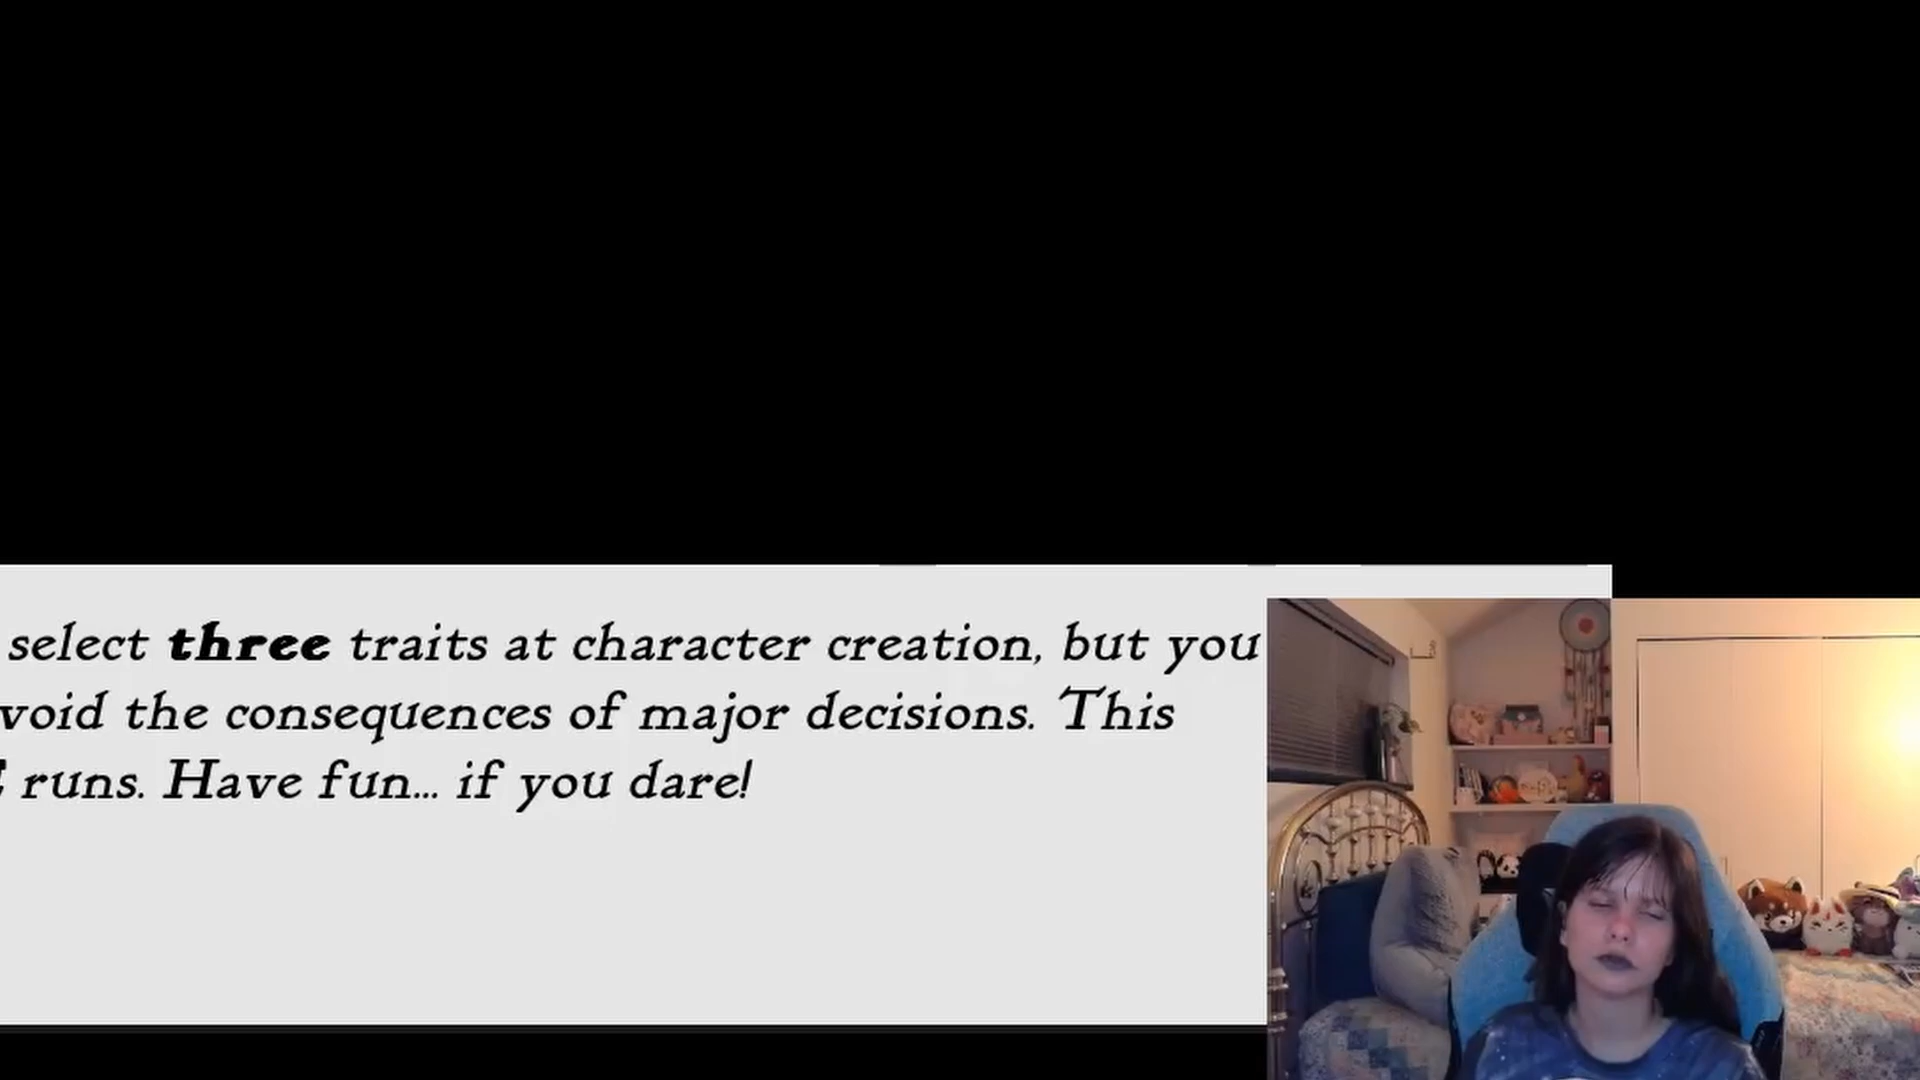 select three traits at character creation, but you
void the consequences of major decisions. This
runs. Have fun... if you dare!